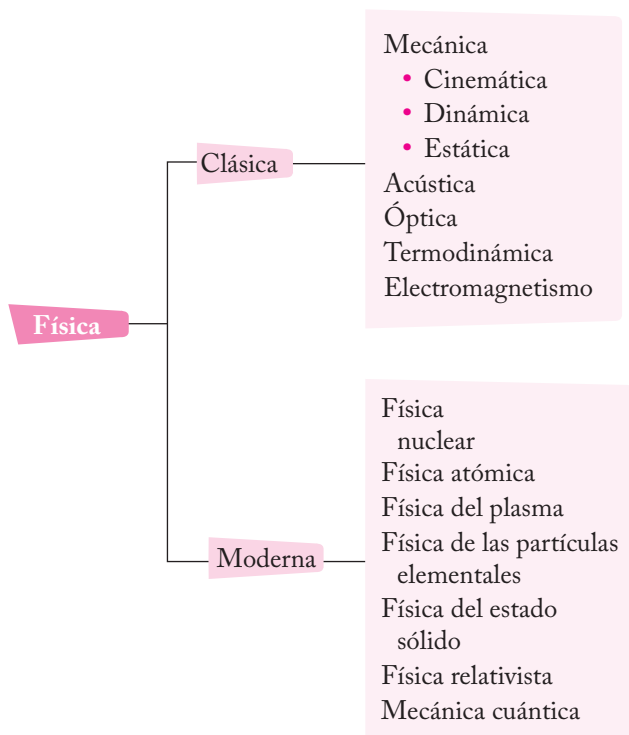 Física
Clásica
Mecánica
• Cinemática
• Dinámica
• Estática
Acústica
Óptica
Termodinámica
Electromagnetismo
Moderna
Física
nuclear
Física atómica
Física del plasma
Física de las partículas
elementales
Física del estado
sólido
Física relativista
Mecánica cuántica